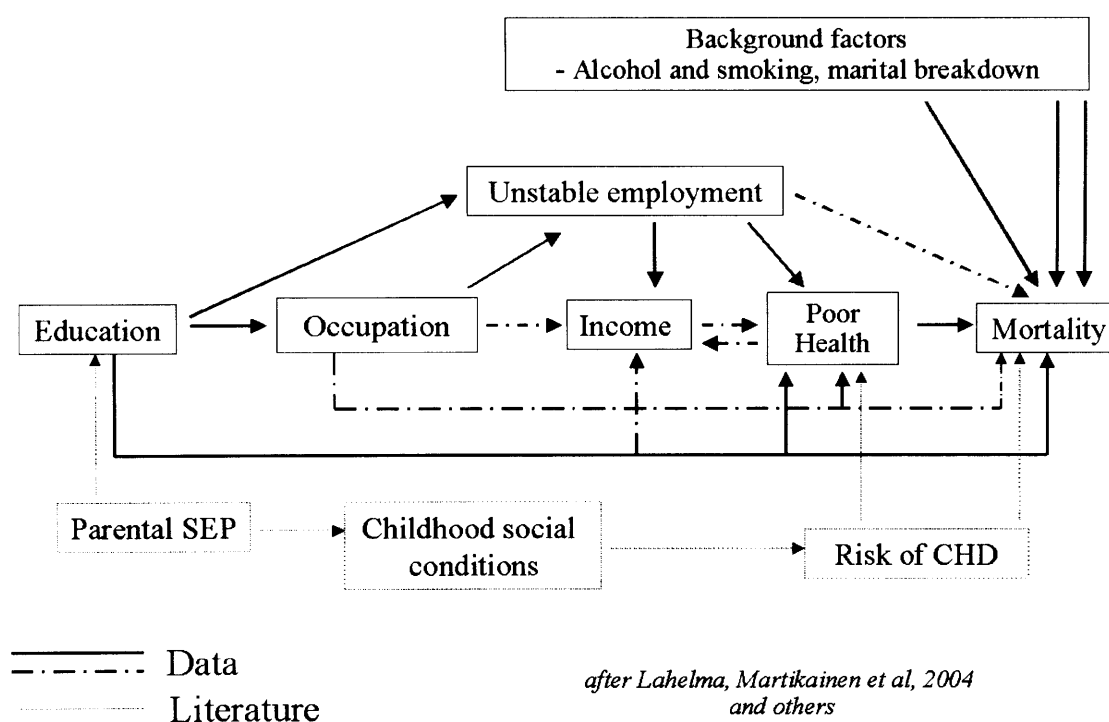 Background factors
- Alcohol and smoking, marital breakdown
Unstable employment
Education
Occupation
Income
Poor
Health
Mortality
Parental SEP
Childhood social
conditions
Risk of CHD
Data
Literature
after Lahelma, Martikainen et al, 2004
and others